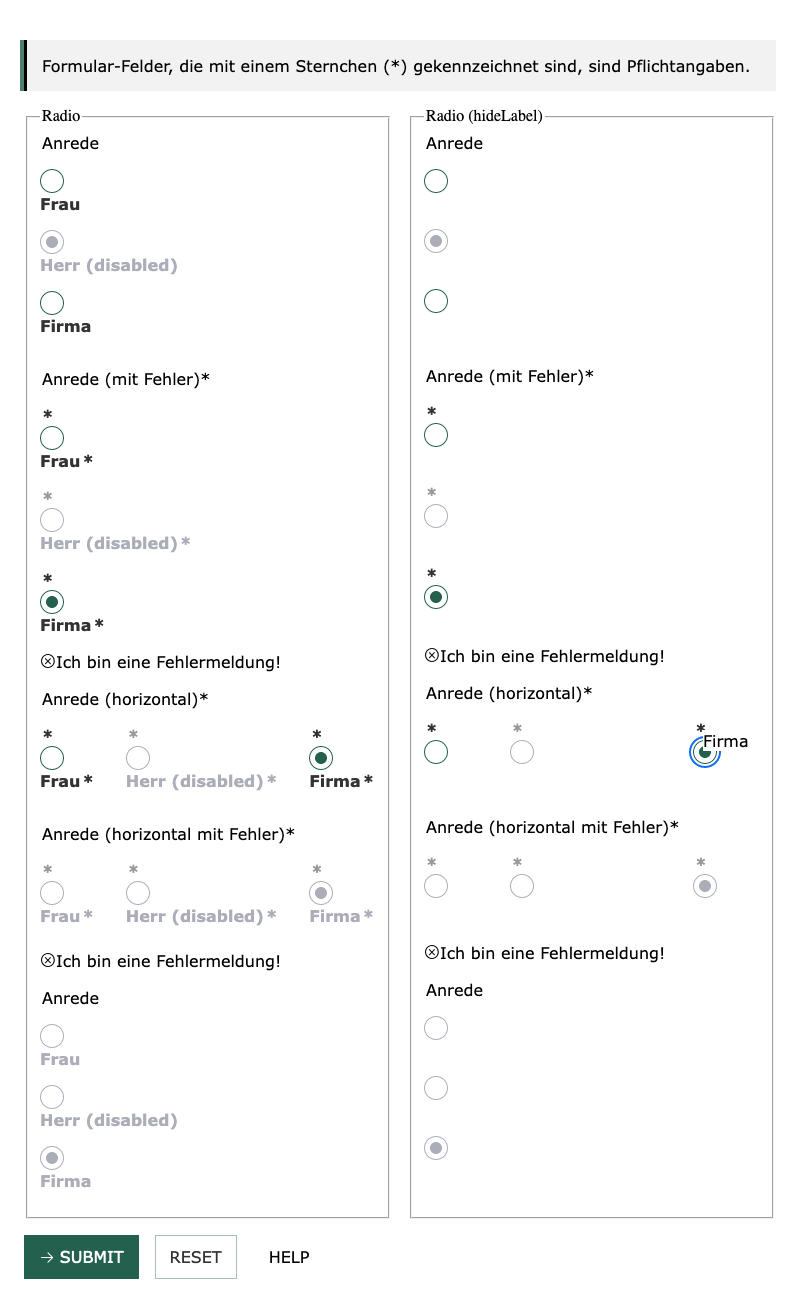 Formular-Felder, die mit einem Sternchen (*) gekennzeichnet sind, sind Pflichtangaben.
Radio
Anrede
Frau
Herr (disabled)
Firma
Anrede (mit Fehler)*
*
Frau*
*
Herr (disabled)*
*
Firma*
Ich bin eine Fehlermeldung!
Anrede (horizontal)*
* * *
Frau* Herr (disabled)* Firma*
Anrede (horizontal mit Fehler)*
* * *
Frau* Herr (disabled)* Firma*
Ich bin eine Fehlermeldung!
Anrede
Frau
Herr (disabled)
Firma
Radio (hideLabel)
Anrede
Anrede (mit Fehler)*
*
*
*
Ich bin eine Fehlermeldung!
Anrede (horizontal)*
* * *
Firma
Anrede (horizontal mit Fehler)*
* * *
Ich bin eine Fehlermeldung!
Anrede
→ SUBMIT RESET HELP